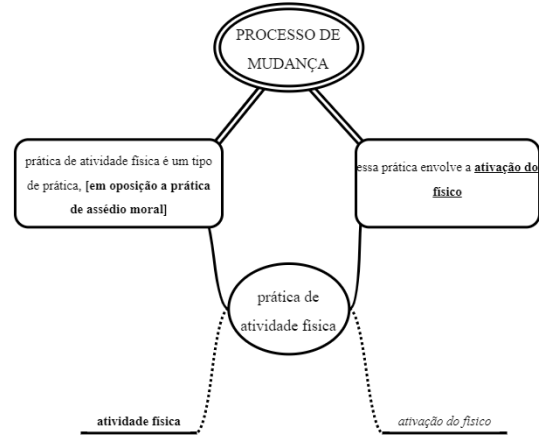 PROCESSO DE
MUDANÇA
prática de atividade física é um tipo
de prática, [em oposição a prática
de assédio moral]
essa prática envolve a ativação do
físico
prática de
atividade física
atividade física
ativação do físico